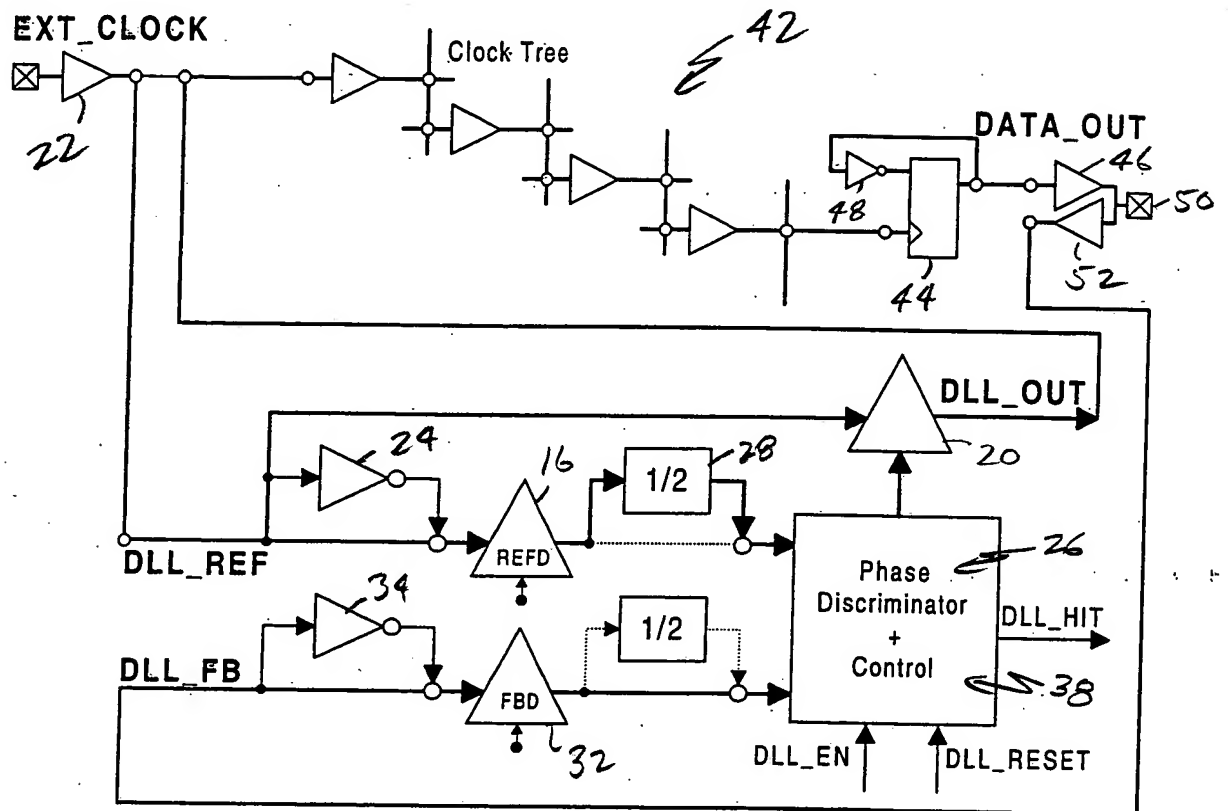 EXT_CLOCK
42
Clock Tree
22
DATA_OUT
46
48
50
44
52
DLL_OUT
24
16
28
1/2
20
REFD
DLL_REF
26
Phase
Discriminator
+
Control
34
1/2
DLL_HIT
DLL_FB
FBD
38
32
DLL_EN
DLL_RESET